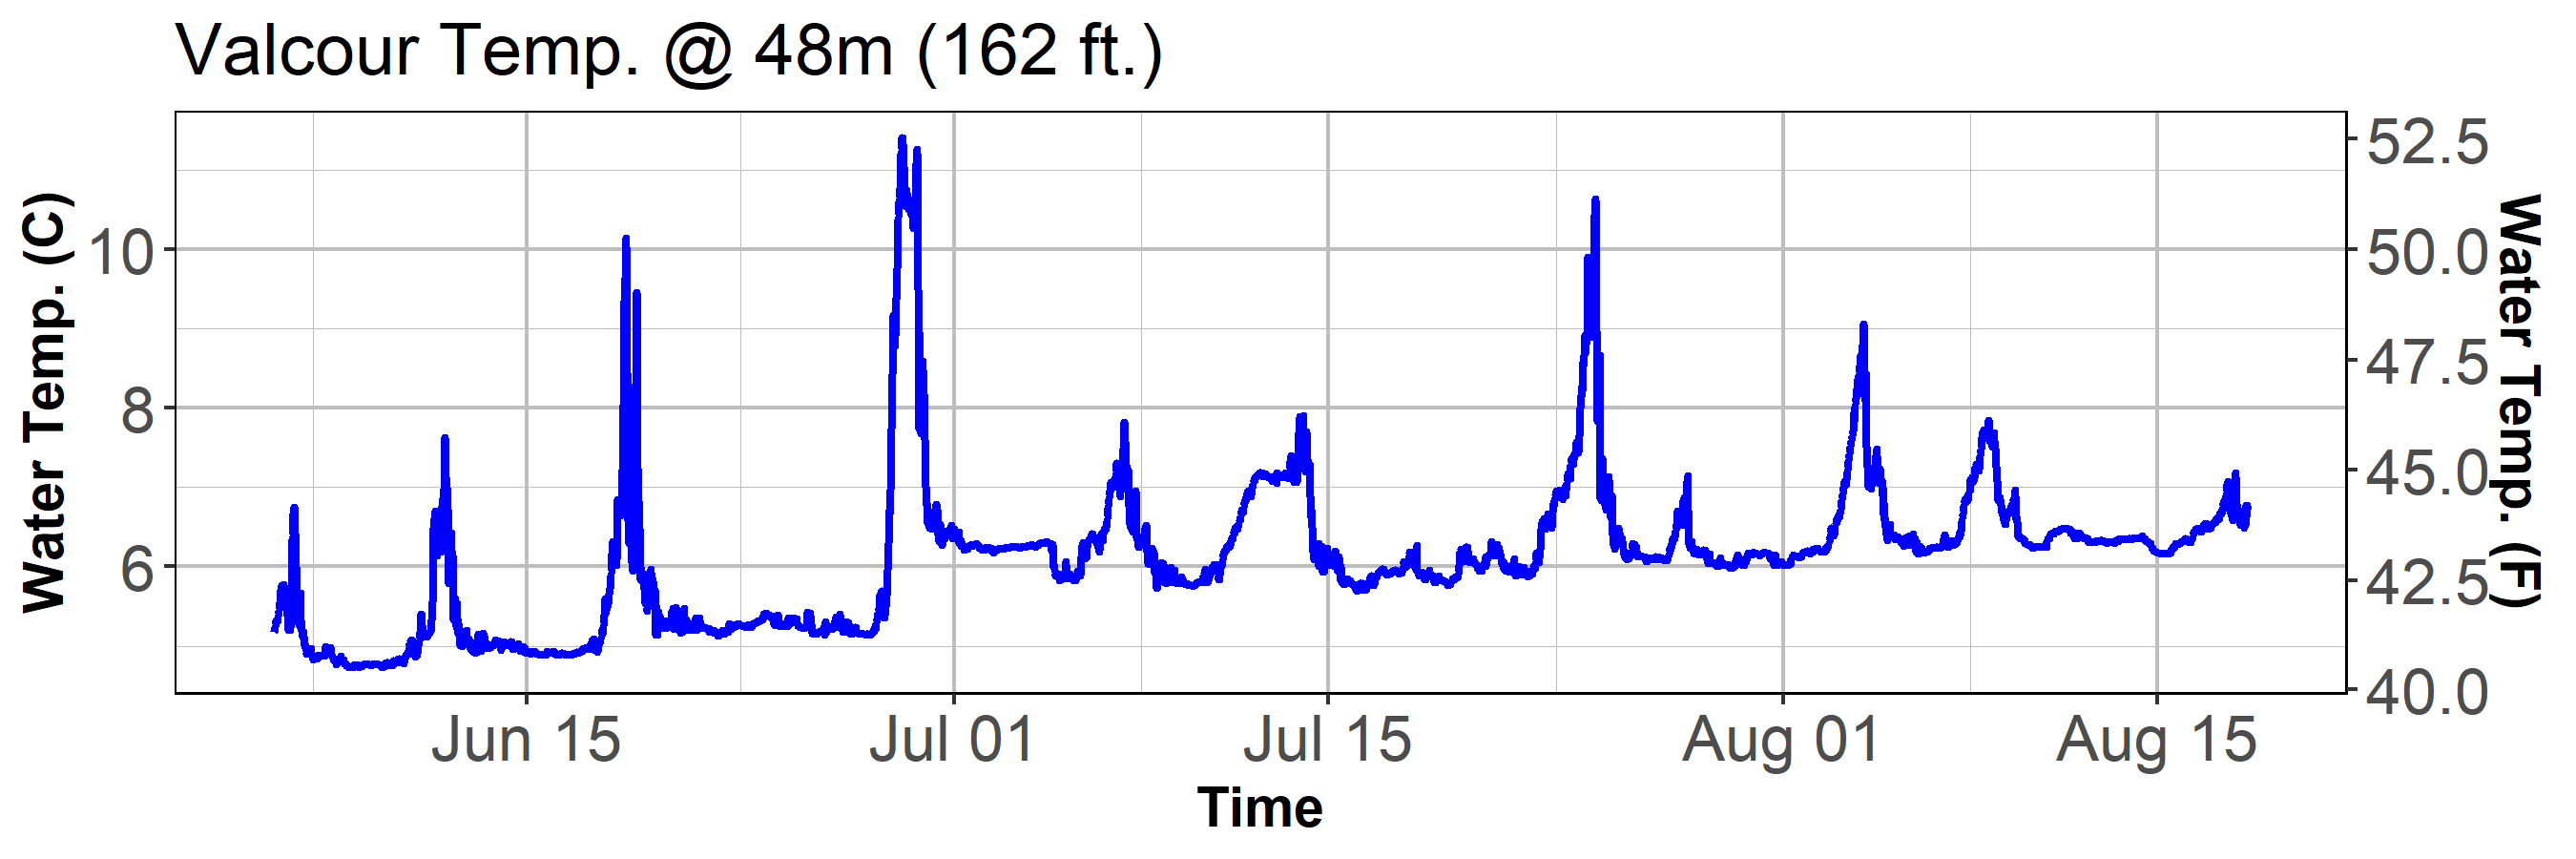 Valcour Temp. @ 48m (162 ft.)
Water Temp. (C)
10
8
6
52.5
50.0
47.5
45.0
42.5
40.0
Water Temp. (F)
Jun 15 Jul 01 Jul 15 Aug 01 Aug 15
Time